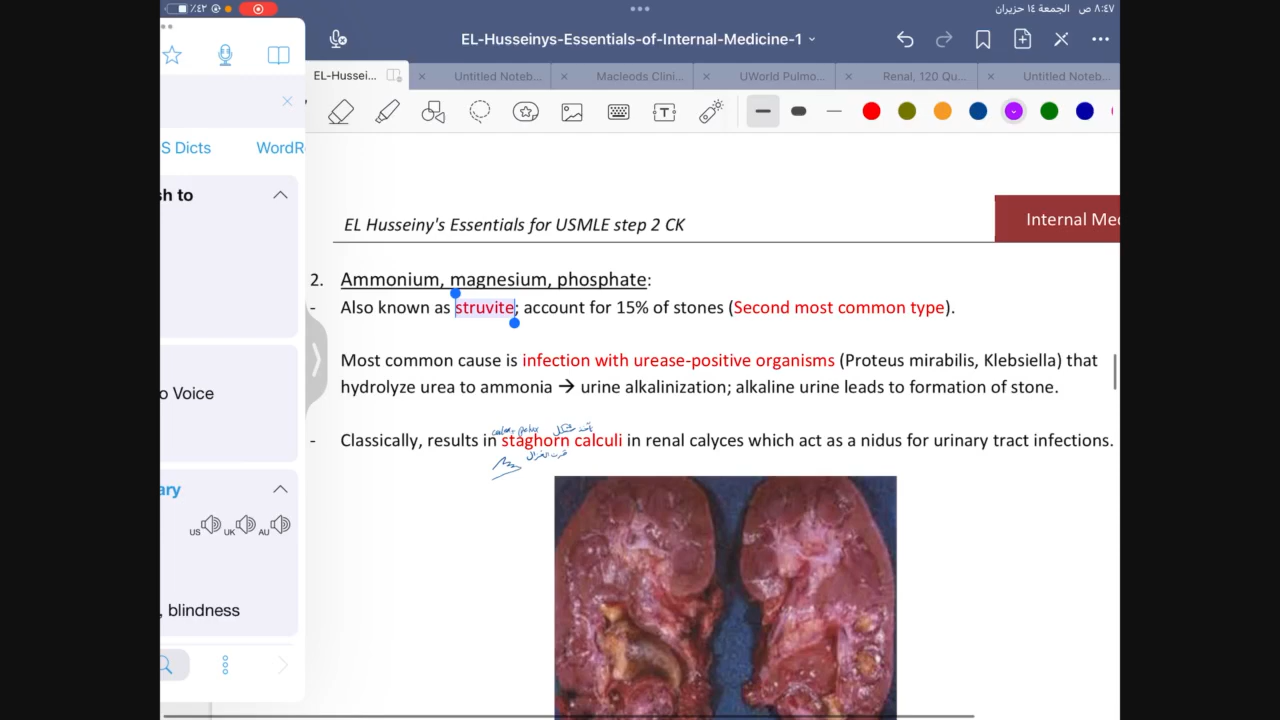 ٪٤٣
الجمعة ١٤ حزيران ٨:٤٧ ص
EL-Husseinys-Essentials-of-Internal-Medicine-1
EL-Hussei...
Untitled Noteb...
Macleods Clini...
UWorld Pulmo...
Renal, 120 Qu...
Untitled Noteb...
S Dicts
WordR
sh to
o Voice
ary
US UK AU
, blindness
EL Husseiny's Essentials for USMLE step 2 CK
Internal Med
2. Ammonium, magnesium, phosphate:
- Also known as struvite; account for 15% of stones (Second most common type).
Most common cause is infection with urease-positive organisms (Proteus mirabilis, Klebsiella) that
hydrolyze urea to ammonia → urine alkalinization; alkaline urine leads to formation of stone.
تأخذ شكل
- Classically, results in staghorn calculi in renal calyces which act as a nidus for urinary tract infections.
الغزال